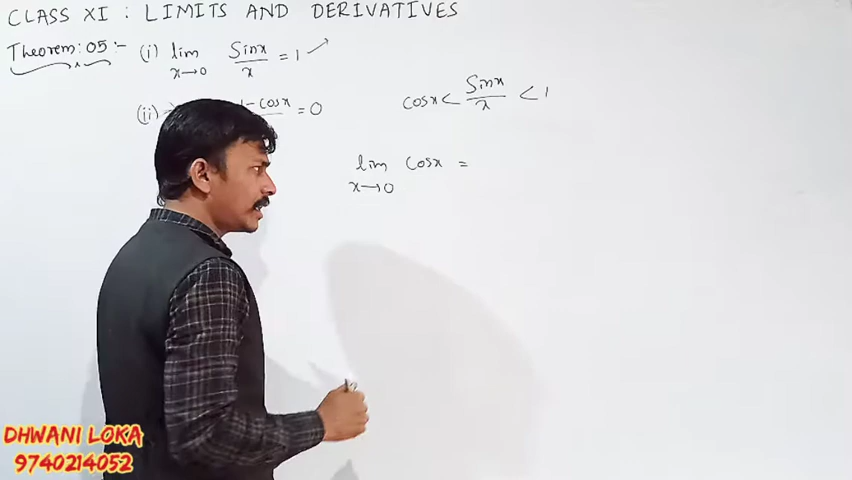 CLASS XI : LIMITS AND DERIVATIVES
Theorem: 05 :- (i) lim x→0 Sinx/x = 1
(ii) 1-cosx = 0
cosx < Sinx/x < 1
lim x→0 cosx =
DHWANI LOKA
9740214052